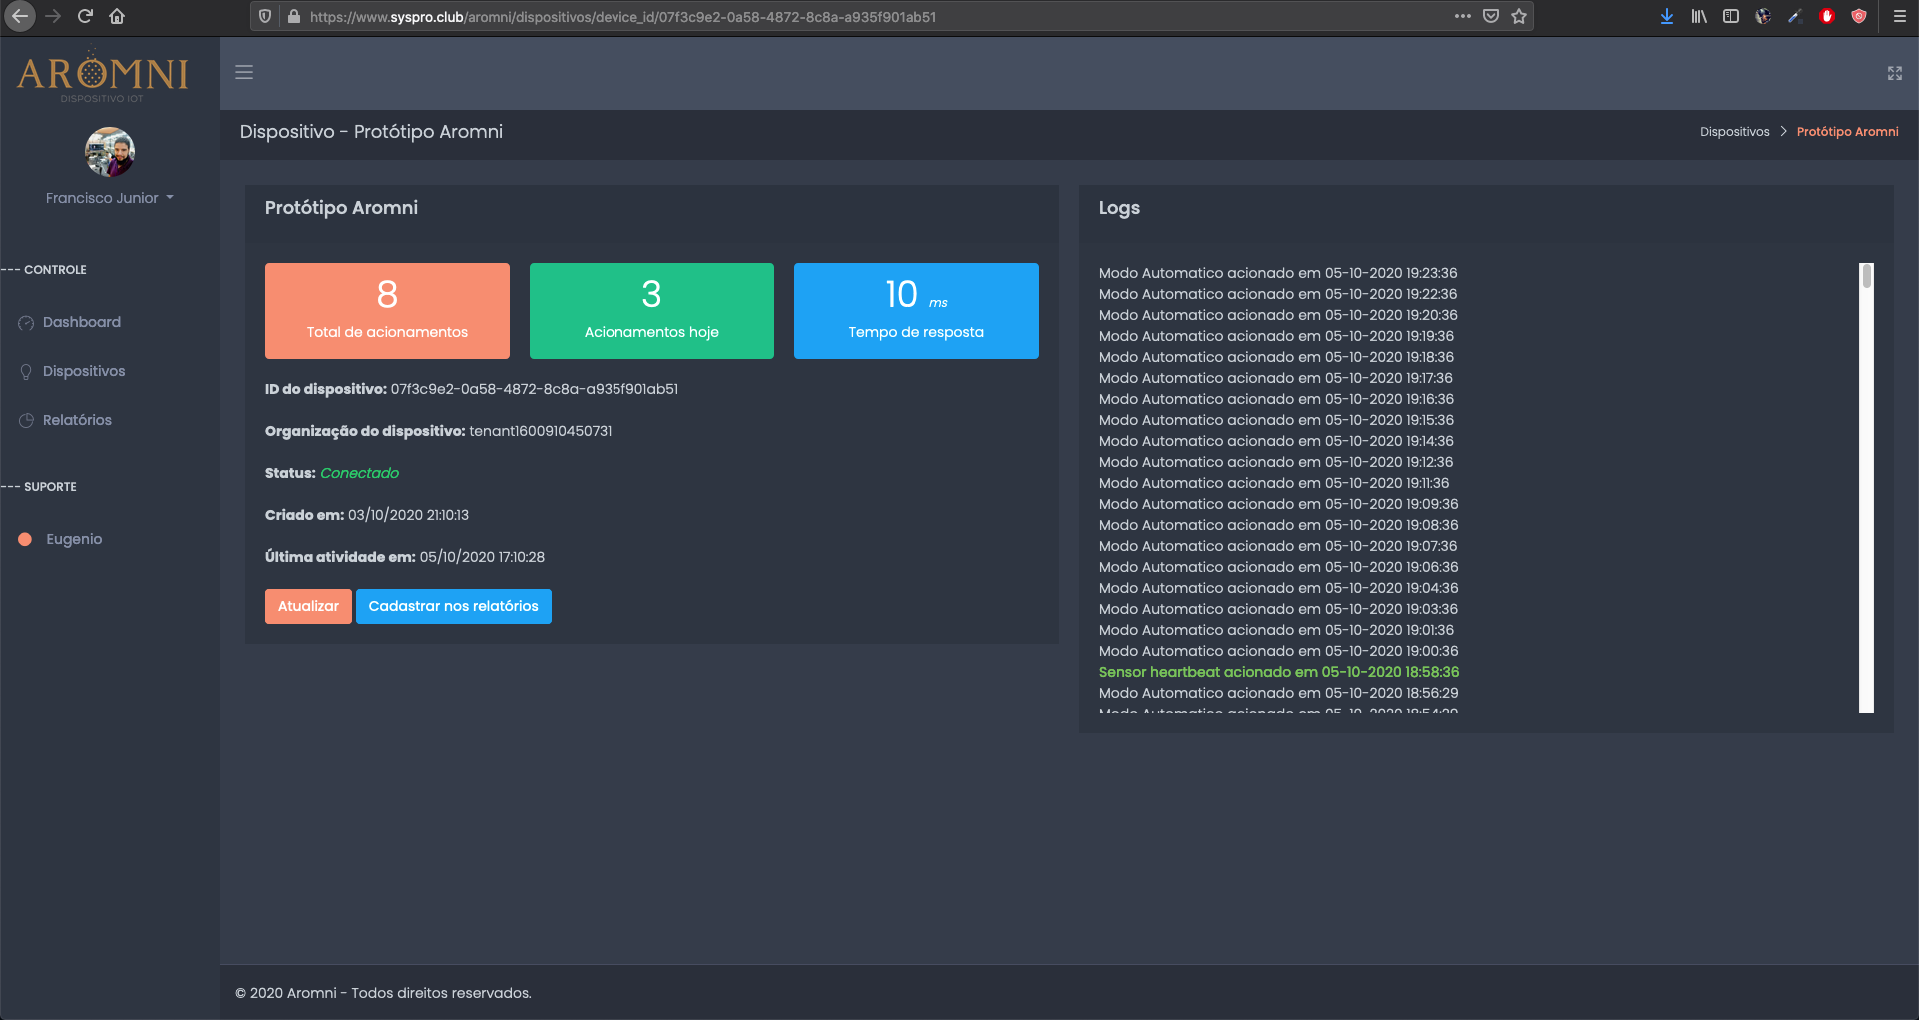 https://www.syspro.club/aromni/dispositivos/device_id/07f3c9e2-0a58-4872-8c8a-a935f901ab51
AROMNI
DISPOSITIVO IOT
Francisco Junior
--- CONTROLE
Dashboard
Dispositivos
Relatórios
--- SUPORTE
Eugenio
Dispositivo - Protótipo Aromni
Dispositivos > Protótipo Aromni
Protótipo Aromni
8
Total de acionamentos
3
Acionamentos hoje
10 ms
Tempo de resposta
ID do dispositivo: 07f3c9e2-0a58-4872-8c8a-a935f901ab51
Organização do dispositivo: tenant1600910450731
Status: Conectado
Criado em: 03/10/2020 21:10:13
Última atividade em: 05/10/2020 17:10:28
Atualizar
Cadastrar nos relatórios
Logs
Modo Automatico acionado em 05-10-2020 19:23:36
Modo Automatico acionado em 05-10-2020 19:22:36
Modo Automatico acionado em 05-10-2020 19:20:36
Modo Automatico acionado em 05-10-2020 19:19:36
Modo Automatico acionado em 05-10-2020 19:18:36
Modo Automatico acionado em 05-10-2020 19:17:36
Modo Automatico acionado em 05-10-2020 19:16:36
Modo Automatico acionado em 05-10-2020 19:15:36
Modo Automatico acionado em 05-10-2020 19:14:36
Modo Automatico acionado em 05-10-2020 19:12:36
Modo Automatico acionado em 05-10-2020 19:11:36
Modo Automatico acionado em 05-10-2020 19:09:36
Modo Automatico acionado em 05-10-2020 19:08:36
Modo Automatico acionado em 05-10-2020 19:07:36
Modo Automatico acionado em 05-10-2020 19:06:36
Modo Automatico acionado em 05-10-2020 19:04:36
Modo Automatico acionado em 05-10-2020 19:03:36
Modo Automatico acionado em 05-10-2020 19:01:36
Modo Automatico acionado em 05-10-2020 19:00:36
Sensor heartbeat acionado em 05-10-2020 18:58:36
Modo Automatico acionado em 05-10-2020 18:56:29
Modo Automatico acionado em 05-10-2020 18:54:29
© 2020 Aromni - Todos direitos reservados.